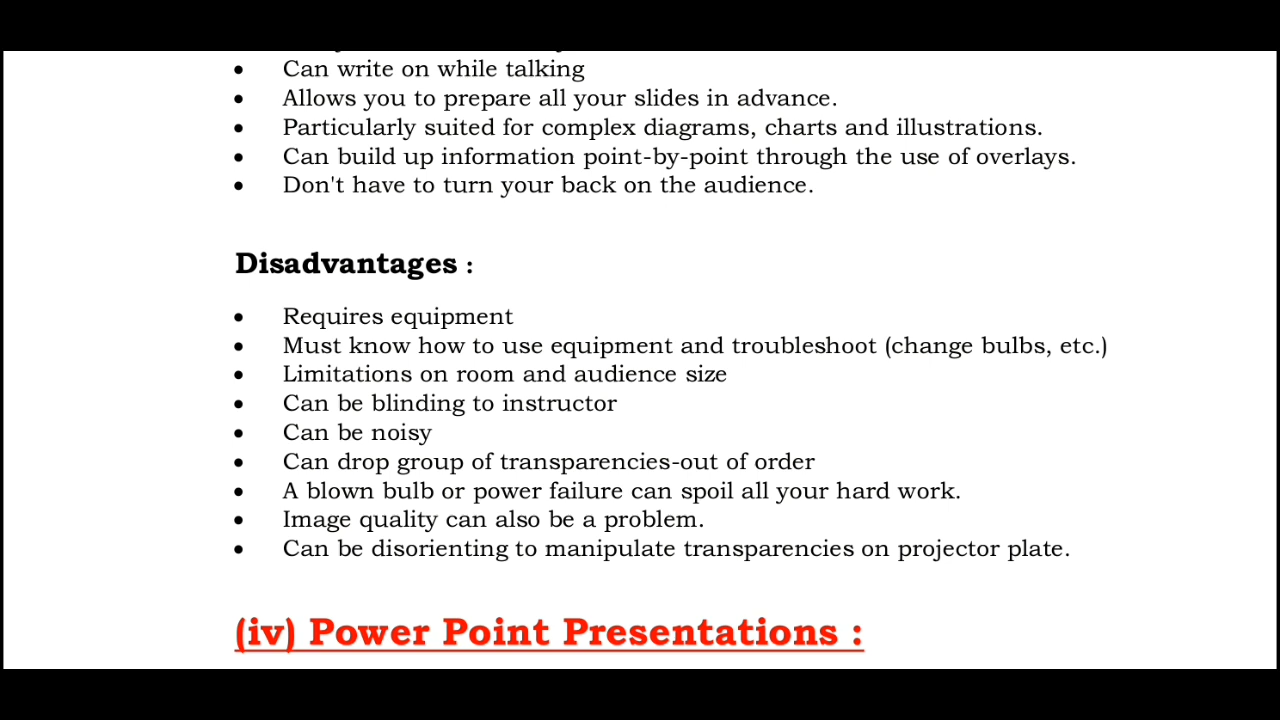 • Can write on while talking
• Allows you to prepare all your slides in advance.
• Particularly suited for complex diagrams, charts and illustrations.
• Can build up information point-by-point through the use of overlays.
• Don't have to turn your back on the audience.
Disadvantages :
• Requires equipment
• Must know how to use equipment and troubleshoot (change bulbs, etc.)
• Limitations on room and audience size
• Can be blinding to instructor
• Can be noisy
• Can drop group of transparencies-out of order
• A blown bulb or power failure can spoil all your hard work.
• Image quality can also be a problem.
• Can be disorienting to manipulate transparencies on projector plate.
(iv) Power Point Presentations :